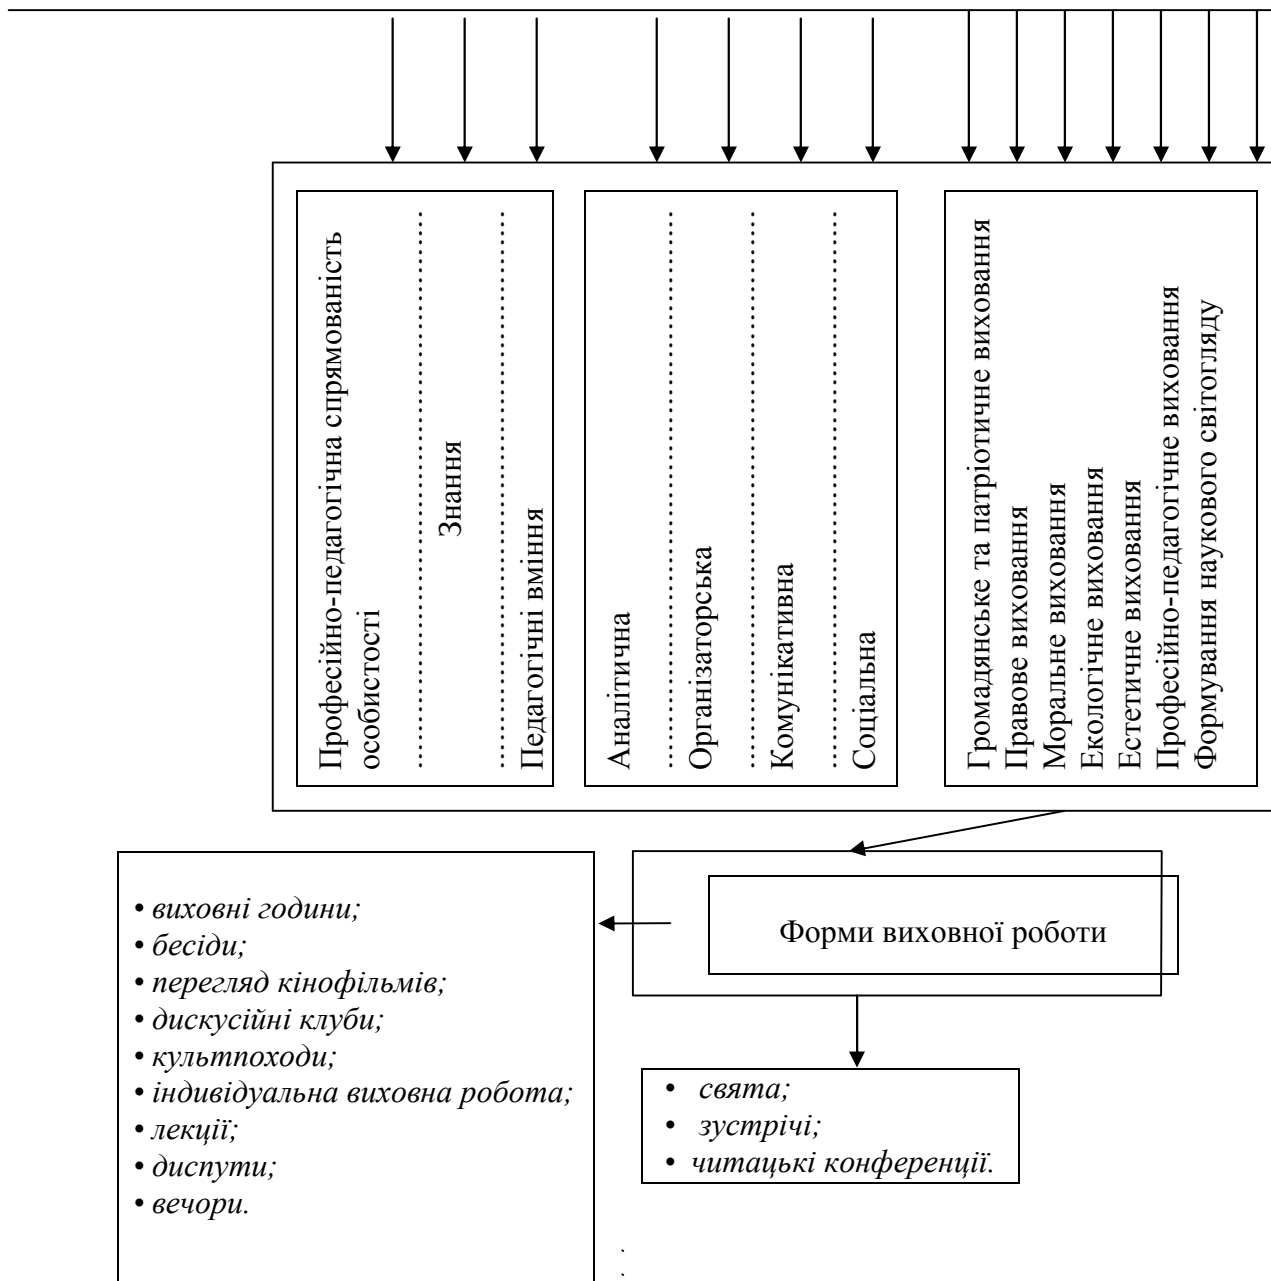 Професійно-педагогічна спрямованість
особистості
Знання
Педагогічні вміння
Аналітична
Організаторська
Комунікативна
Соціальна
Громадянське та патріотичне виховання
Правове виховання
Моральне виховання
Екологічне виховання
Естетичне виховання
Професійно-педагогічне виховання
Формування наукового світогляду
Форми виховної роботи
• виховні години;
• бесіди;
• перегляд кінофільмів;
• дискусійні клуби;
• культпоходи;
• індивідуальна виховна робота;
• лекції;
• диспути;
• вечори.
• свята;
• зустрічі;
• читацькі конференції.